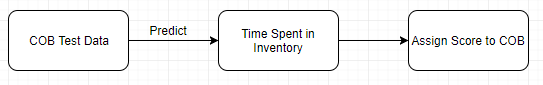 COB Test Data
Predict
Time Spent in
Inventory
Assign Score to COB